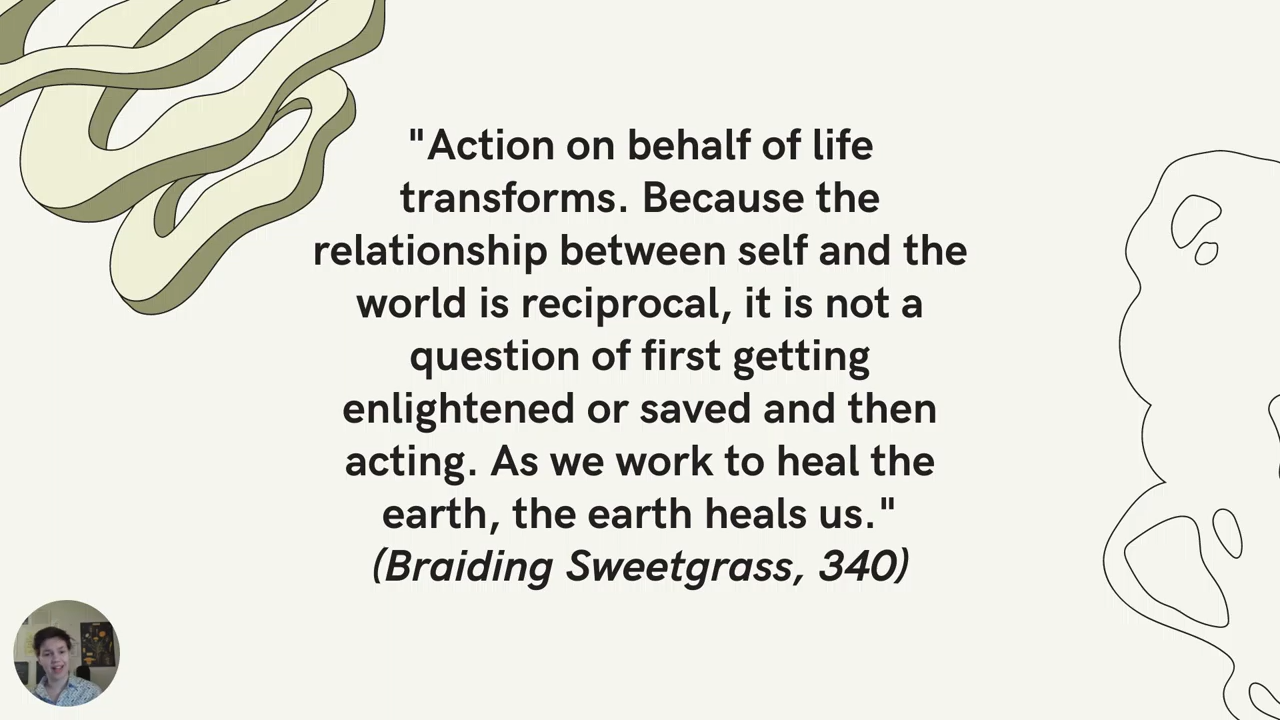 "Action on behalf of life
transforms. Because the
relationship between self and the
world is reciprocal, it is not a
question of first getting
enlightened or saved and then
acting. As we work to heal the
earth, the earth heals us."
(Braiding Sweetgrass, 340)